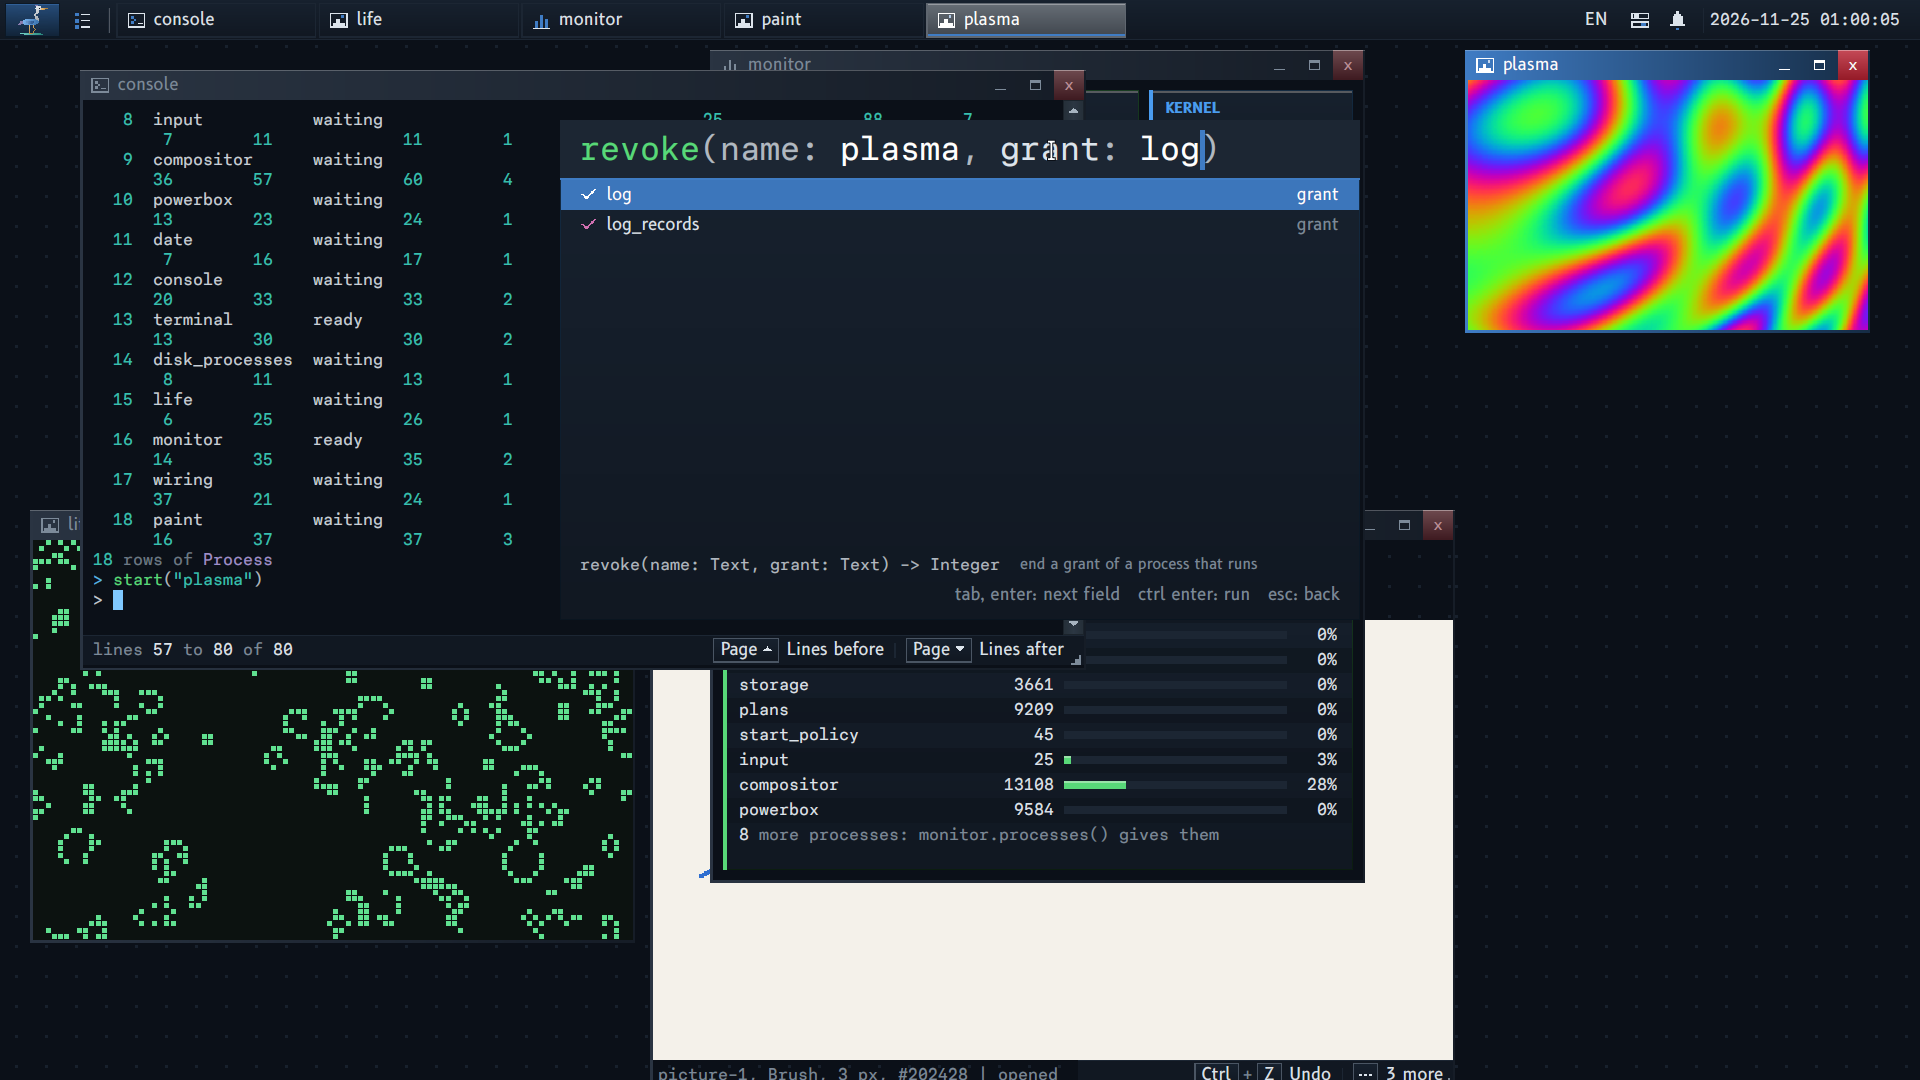 console life monitor paint plasma EN 2026-11-25 01:00:05
monitor
plasma
console
KERNEL
8 input waiting 25 88 7
7 11 11 1
9 compositor waiting
36 57 60 4
10 powerbox waiting
13 23 24 1
11 date waiting
7 16 17 1
12 console waiting
20 33 33 2
13 terminal ready
13 30 30 2
14 disk_processes waiting
8 11 13 1
15 life waiting
6 25 26 1
16 monitor ready
14 35 35 2
17 wiring waiting
37 21 24 1
18 paint waiting
16 37 37 3
18 rows of Process
> start("plasma")
>
lines 57 to 80 of 80 Page Lines before Page Lines after
revoke(name: plasma, grant: log)
log grant
log_records grant
revoke(name: Text, grant: Text) -> Integer end a grant of a process that runs
tab, enter: next field ctrl enter: run esc: back
li
0%
0%
storage 3661 0%
plans 9209 0%
start_policy 45 0%
input 25 3%
compositor 13108 28%
powerbox 9584 0%
8 more processes: monitor.processes() gives them
picture-1, Brush, 3 px, #202428 | opened Ctrl + Z Undo ... 3 more